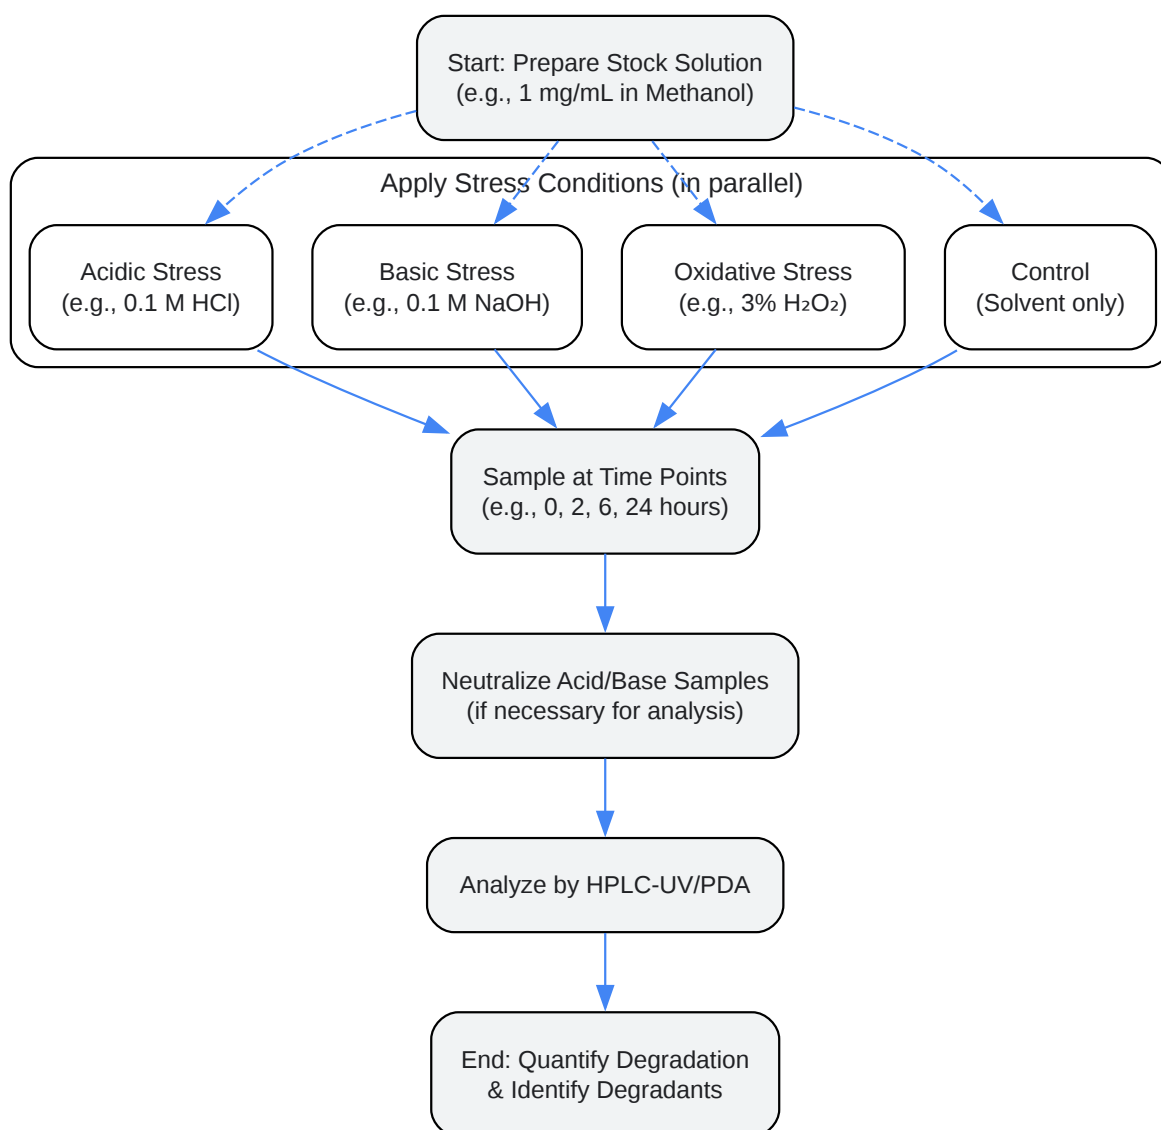 Start: Prepare Stock Solution
(e.g., 1 mg/mL in Methanol)
Apply Stress Conditions (in parallel)
Acidic Stress
(e.g., 0.1 M HCl)
Basic Stress
(e.g., 0.1 M NaOH)
Oxidative Stress
(e.g., 3% H₂O₂)
Control
(Solvent only)
Sample at Time Points
(e.g., 0, 2, 6, 24 hours)
Neutralize Acid/Base Samples
(if necessary for analysis)
Analyze by HPLC-UV/PDA
End: Quantify Degradation
& Identify Degradants